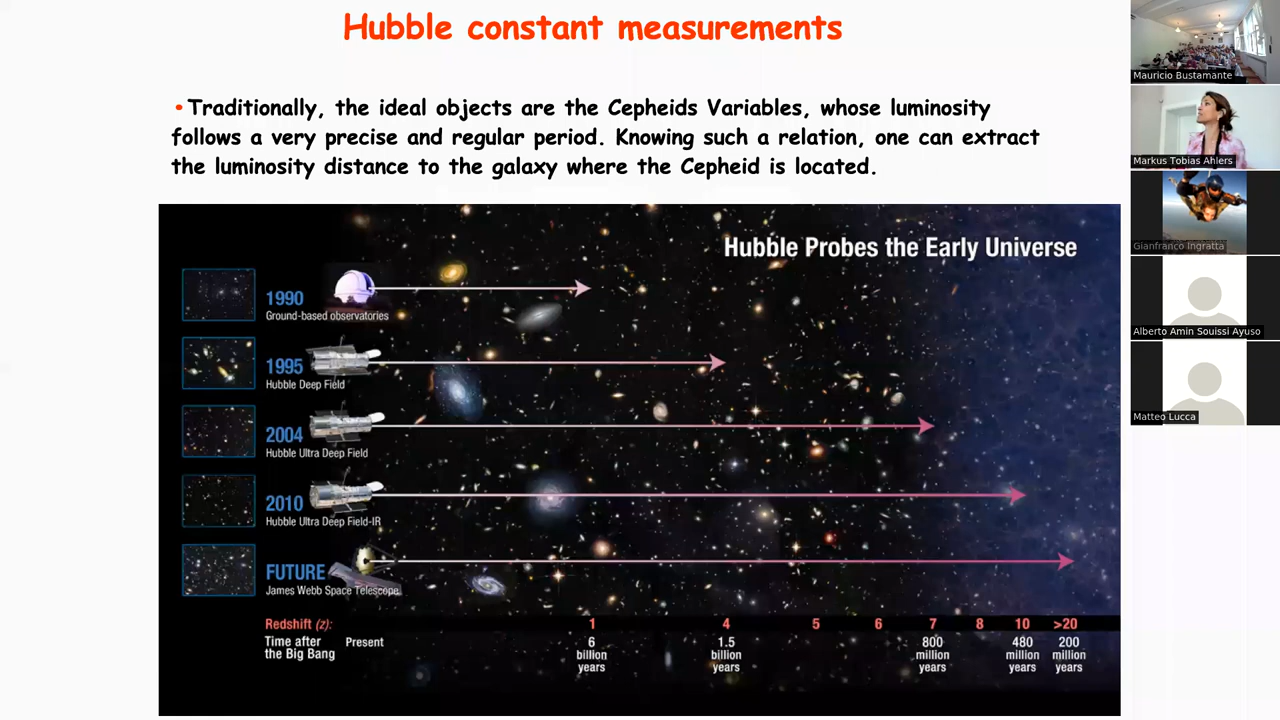 Hubble constant measurements
•Traditionally, the ideal objects are the Cepheids Variables, whose luminosity
follows a very precise and regular period. Knowing such a relation, one can extract
the luminosity distance to the galaxy where the Cepheid is located.
Hubble Probes the Early Universe
1990
Ground-based observatories
1995
Hubble Deep Field
2004
Hubble Ultra Deep Field
2010
Hubble Ultra Deep Field-IR
FUTURE
James Webb Space Telescope
Redshift (z): 1 4 5 6 7 8 10 >20
Time after
the Big Bang
Present
6
billion
years
1.5
billion
years
800
million
years
480
million
years
200
million
years
Mauricio Bustamante
Markus Tobias Ahlers
Gianfranco Ingratta
Alberto Amin Souissi Ayuso
Matteo Lucca